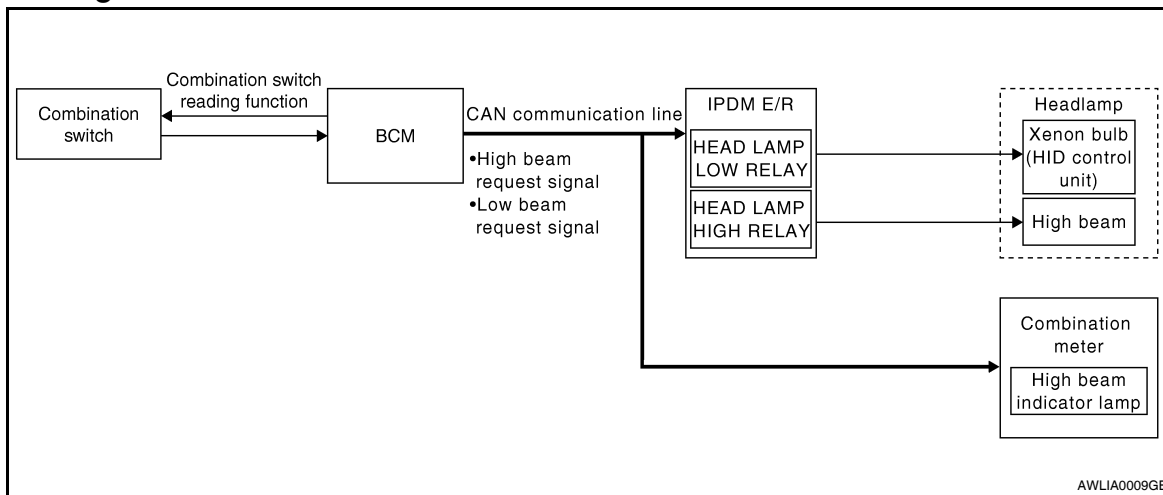 Combination switch
reading function
Combination
switch
BCM
CAN communication line
•High beam
request signal
•Low beam
request signal
IPDM E/R
HEAD LAMP
LOW RELAY
HEAD LAMP
HIGH RELAY
Headlamp
Xenon bulb
(HID control
unit)
High beam
Combination
meter
High beam
indicator lamp